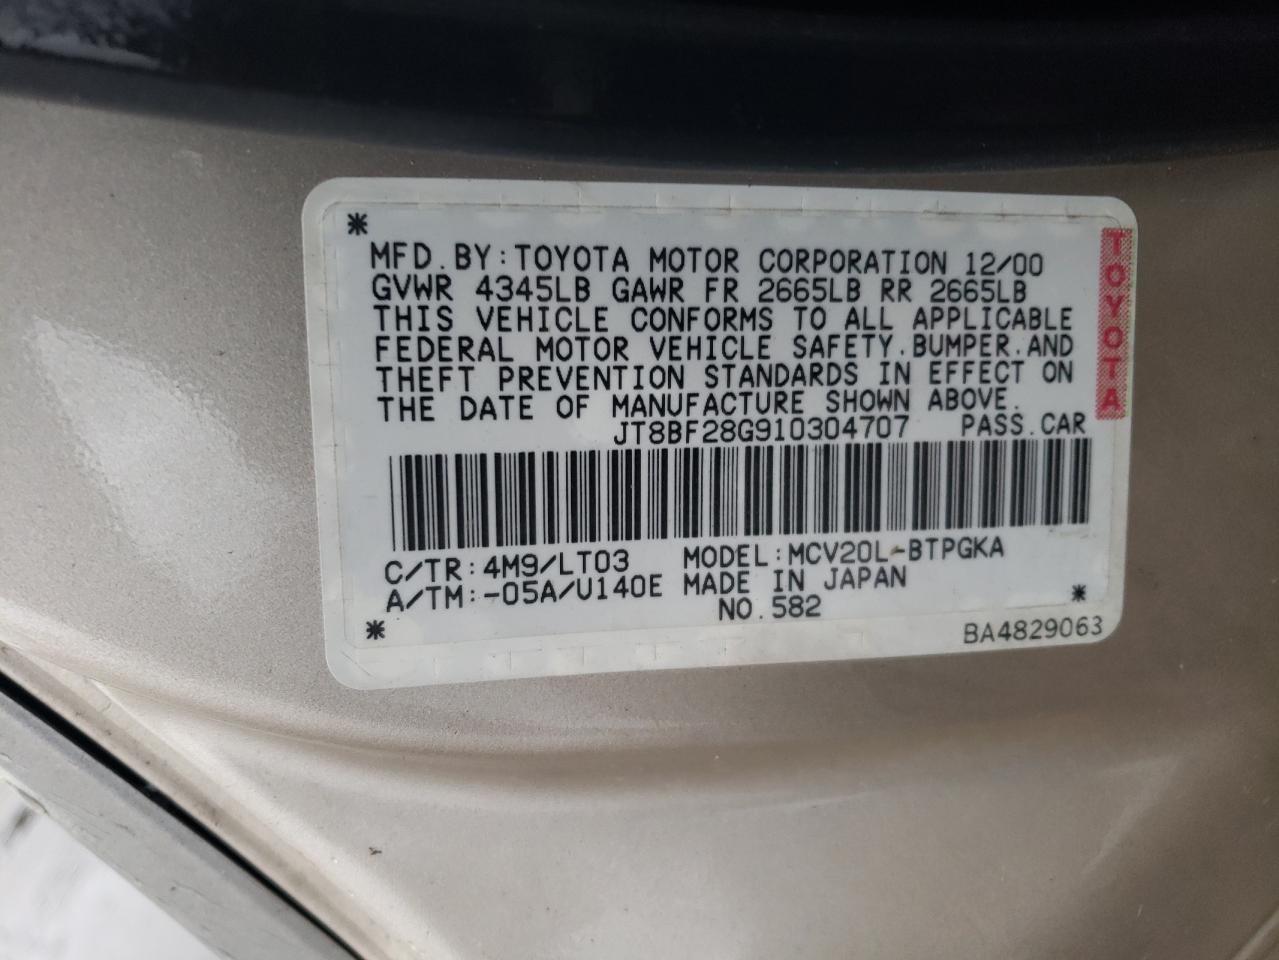 MFD. BY: TOYOTA MOTOR CORPORATION 12/00
GVWR 4345LB GAWR FR 2665LB RR 2665LB
THIS VEHICLE CONFORMS TO ALL APPLICABLE
FEDERAL MOTOR VEHICLE SAFETY. BUMPER. AND
THEFT PREVENTION STANDARDS IN EFFECT ON
THE DATE OF MANUFACTURE SHOWN ABOVE.
JT8BF28G910304707 PASS. CAR
C/TR: 4M9/LT03 MODEL: MCV20L-BTPGKA
A/TM: -05A/U140E MADE IN JAPAN
NO. 582
BA4829063
TOYOTA